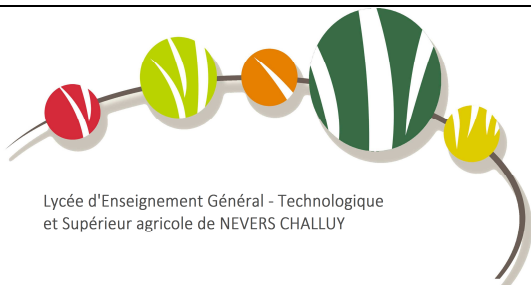 Lycée d'Enseignement Général - Technologique
et Supérieur agricole de NEVERS CHALLUY